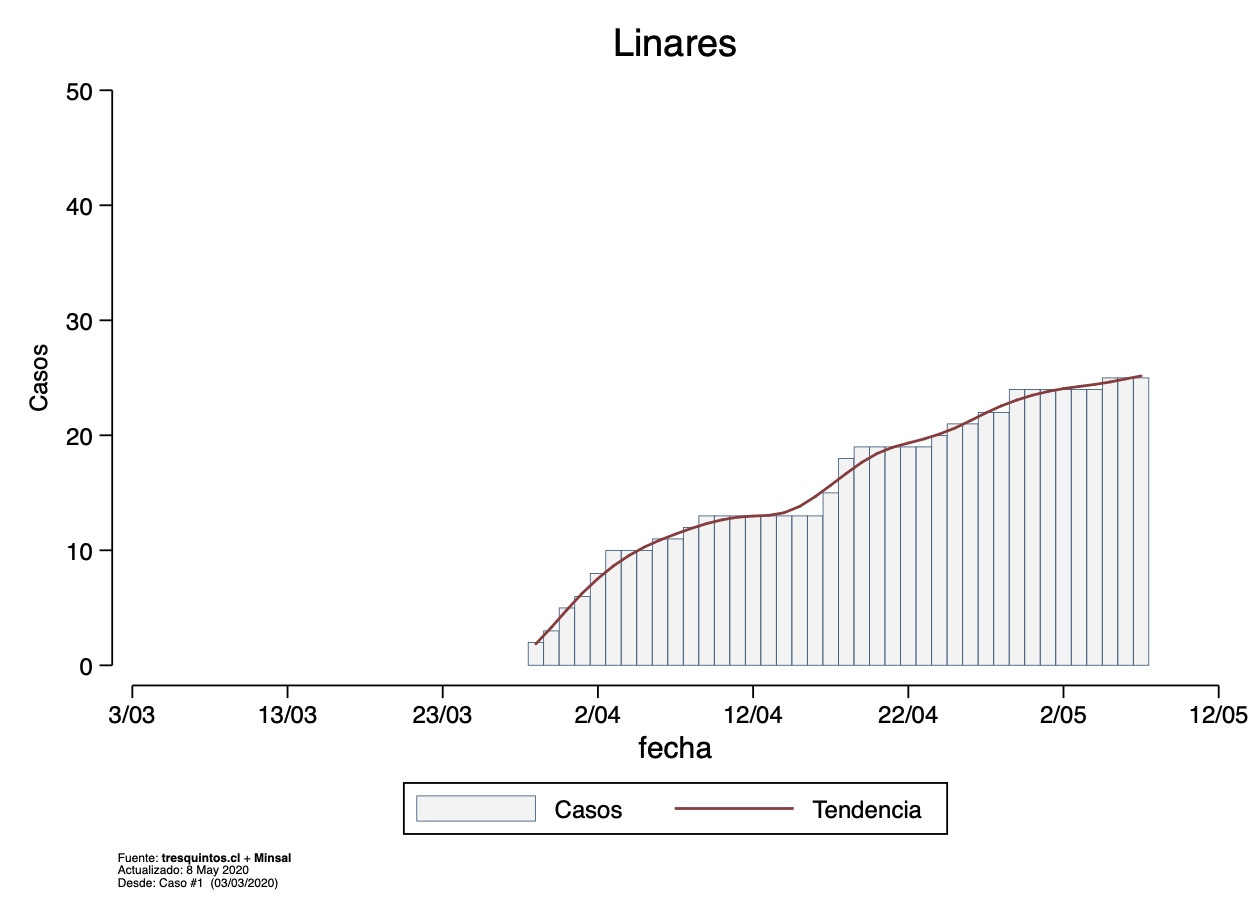 Linares
50
40
30
20
10
0
Casos
3/03 13/03 23/03 2/04 12/04 22/04 2/05 12/05
fecha
Casos Tendencia
Fuente: tresquintos.cl + Minsal
Actualizado: 8 May 2020
Desde: Caso #1 (03/03/2020)